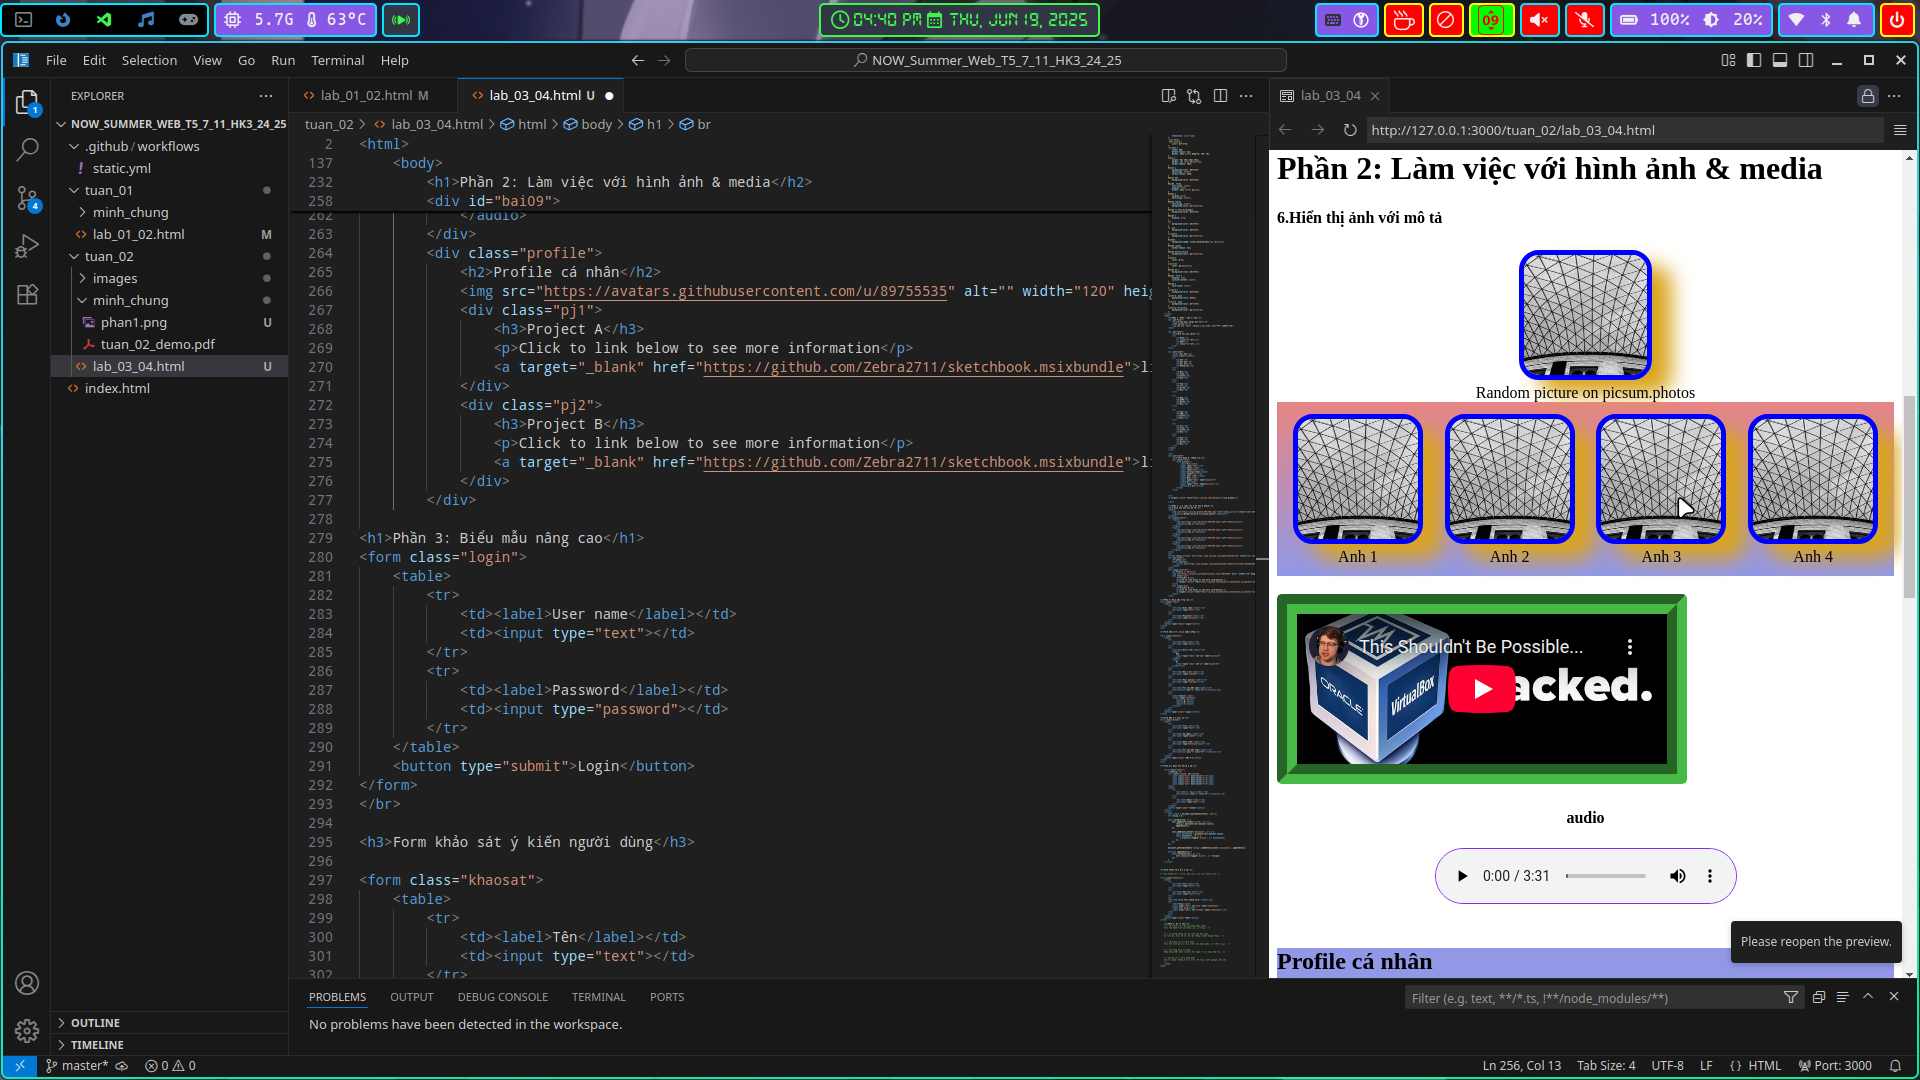 5.7G 63°C
04:40 PM THU, JUN 19, 2025
09
100% 20%
File Edit Selection View Go Run Terminal Help
NOW_Summer_Web_T5_7_11_HK3_24_25
EXPLORER
NOW_SUMMER_WEB_T5_7_11_HK3_24_25
.github / workflows
static.yml
tuan_01
minh_chung
lab_01_02.html M
tuan_02
images
minh_chung
phan1.png U
tuan_02_demo.pdf
lab_03_04.html U
index.html
OUTLINE
TIMELINE
1
4
lab_01_02.html M
lab_03_04.html U
tuan_02 > lab_03_04.html > html > body > h1 > br
2 <html>
137 <body>
232 <h1>Phần 2: Làm việc với hình ảnh & media</h2>
258 <div id="bai09">
262 </audio>
263 </div>
264 <div class="profile">
265 <h2>Profile cá nhân</h2>
266 <img src="https://avatars.githubusercontent.com/u/89755535" alt="" width="120" heig
267 <div class="pj1">
268 <h3>Project A</h3>
269 <p>Click to link below to see more information</p>
270 <a target="_blank" href="https://github.com/Zebra2711/sketchbook.msixbundle">li
271 </div>
272 <div class="pj2">
273 <h3>Project B</h3>
274 <p>Click to link below to see more information</p>
275 <a target="_blank" href="https://github.com/Zebra2711/sketchbook.msixbundle">li
276 </div>
277 </div>
278
279 <h1>Phần 3: Biểu mẫu nâng cao</h1>
280 <form class="login">
281 <table>
282 <tr>
283 <td><label>User name</label></td>
284 <td><input type="text"></td>
285 </tr>
286 <tr>
287 <td><label>Password</label></td>
288 <td><input type="password"></td>
289 </tr>
290 </table>
291 <button type="submit">Login</button>
292 </form>
293 </br>
294
295 <h3>Form khảo sát ý kiến người dùng</h3>
296
297 <form class="khaosat">
298 <table>
299 <tr>
300 <td><label>Tên</label></td>
301 <td><input type="text"></td>
302 </tr>
lab_03_04
http://127.0.0.1:3000/tuan_02/lab_03_04.html
Phần 2: Làm việc với hình ảnh & media
6.Hiển thị ảnh với mô tả
Random picture on picsum.photos
Anh 1 Anh 2 Anh 3 Anh 4
This Shouldn't Be Possible...
ORACLE VirtualBox
acked.
audio
0:00 / 3:31
Please reopen the preview.
Profile cá nhân
PROBLEMS OUTPUT DEBUG CONSOLE TERMINAL PORTS
Filter (e.g. text, **/*.ts, !**/node_modules/**)
No problems have been detected in the workspace.
master* 0 0
Ln 256, Col 13 Tab Size: 4 UTF-8 LF {} HTML Port: 3000